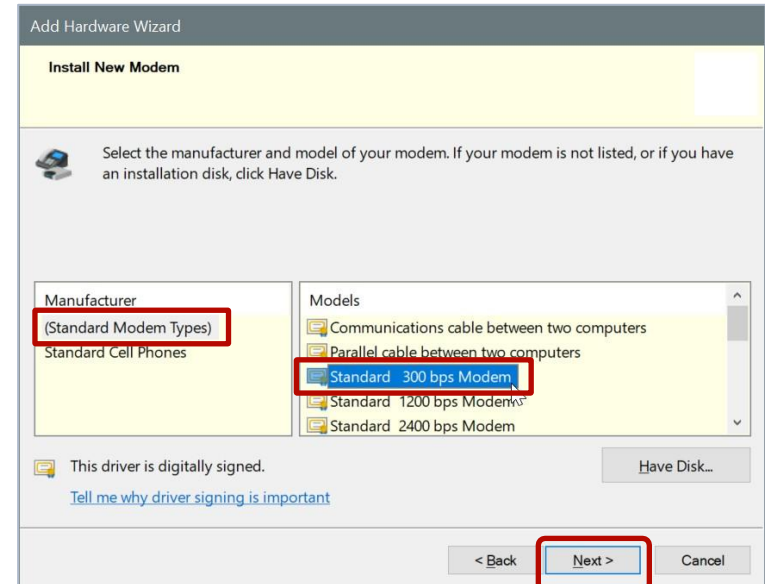 Add Hardware Wizard
Install New Modem
Select the manufacturer and model of your modem. If your modem is not listed, or if you have
an installation disk, click Have Disk.
Manufacturer
(Standard Modem Types)
Standard Cell Phones
Models
Communications cable between two computers
Parallel cable between two computers
Standard 300 bps Modem
Standard 1200 bps Modem
Standard 2400 bps Modem
This driver is digitally signed.
Have Disk...
Tell me why driver signing is important
< Back
Next >
Cancel